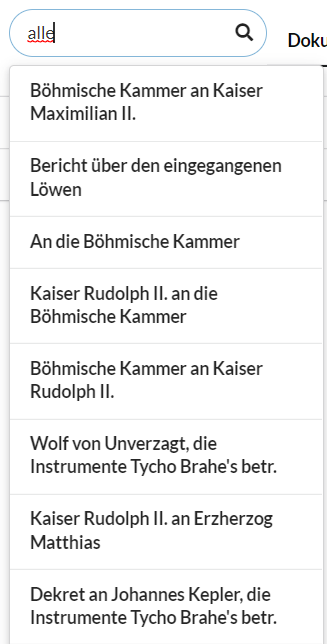 alle
Doku
Böhmische Kammer an Kaiser
Maximilian II.
Bericht über den eingegangenen
Löwen
An die Böhmische Kammer
Kaiser Rudolph II. an die
Böhmische Kammer
Böhmische Kammer an Kaiser
Rudolph II.
Wolf von Unverzagt, die
Instrumente Tycho Brahe's betr.
Kaiser Rudolph II. an Erzherzog
Matthias
Dekret an Johannes Kepler, die
Instrumente Tycho Brahe's betr.